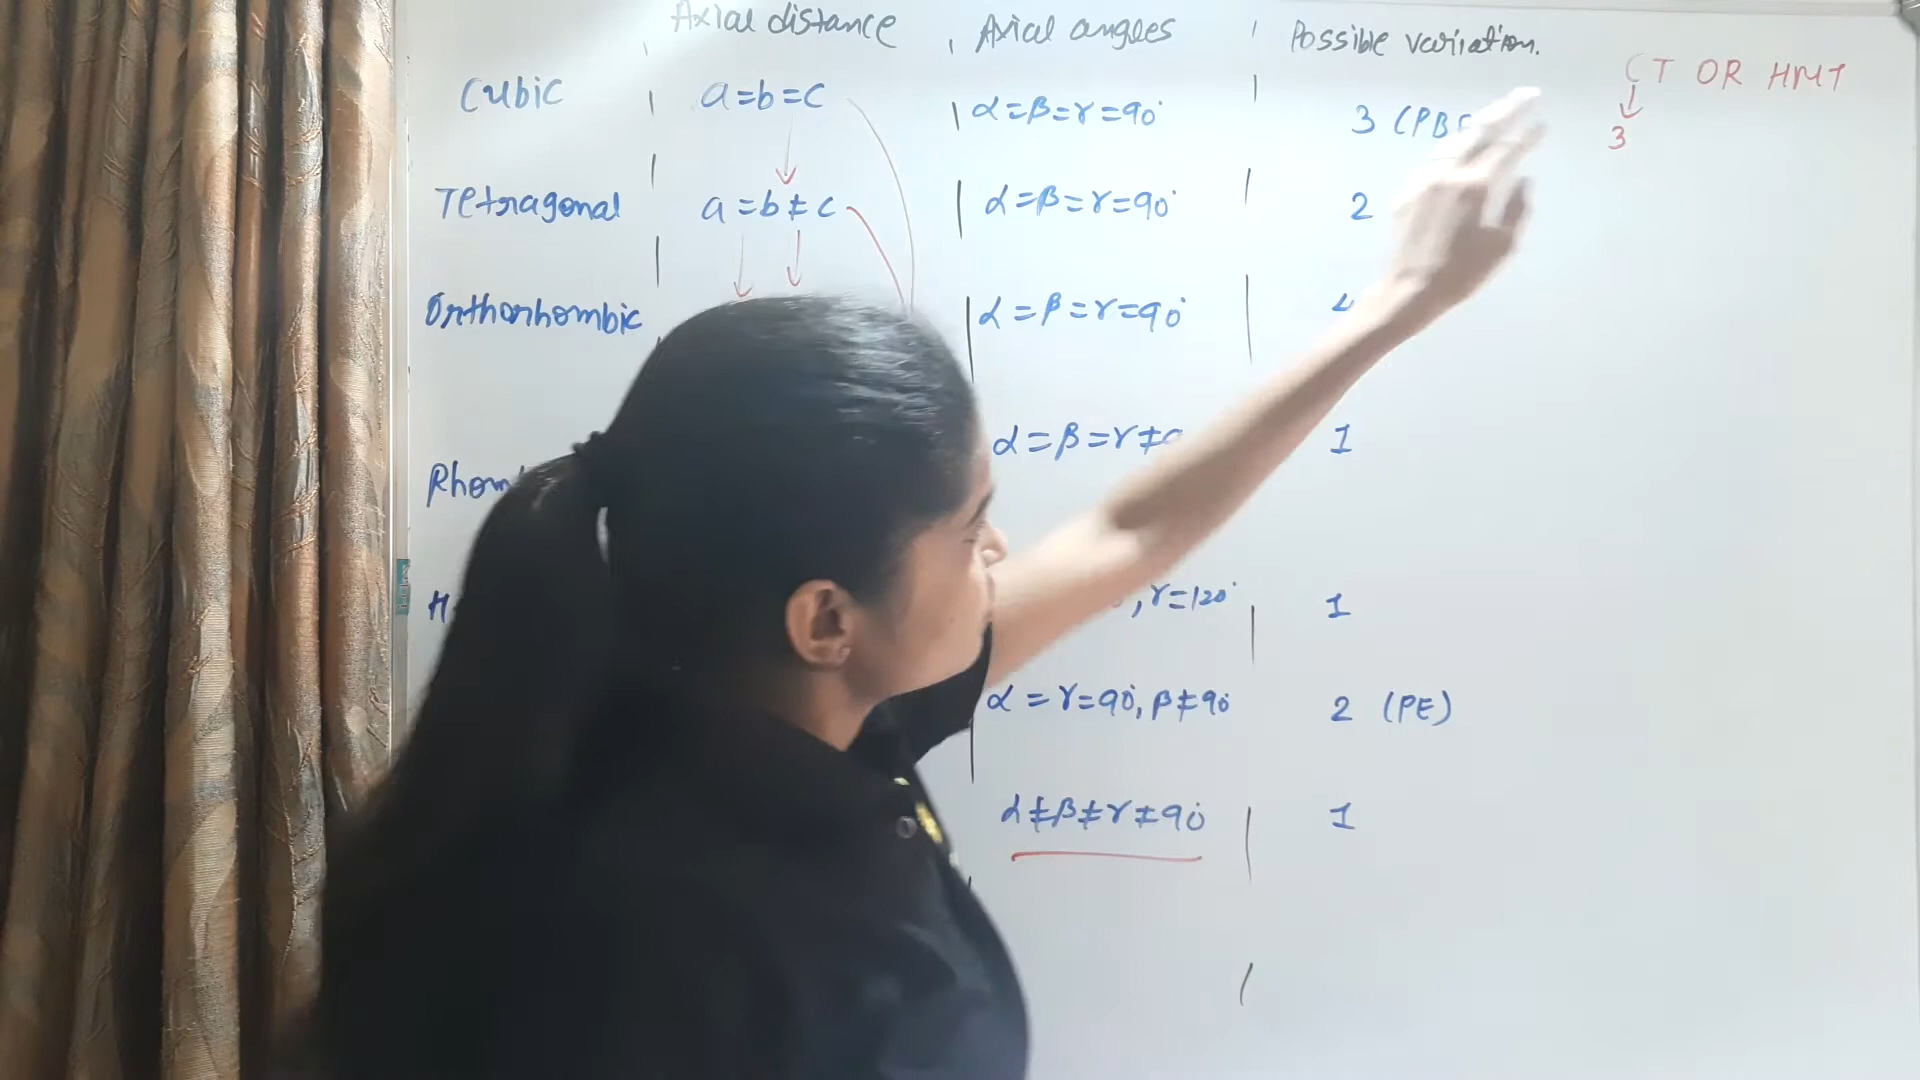 Axial distance Axial angles Possible variation.
CT OR HMT
Cubic a=b=c α=β=γ=90° 3 (PBF
3
Tetragonal a=b≠c α=β=γ=90° 2
Orthorhombic α=β=γ=90° 4
α=β=γ≠ 1
Rhom
H , γ=120° 1
α=γ=90°, β≠90 2 (PE)
α≠β≠γ≠90° 1